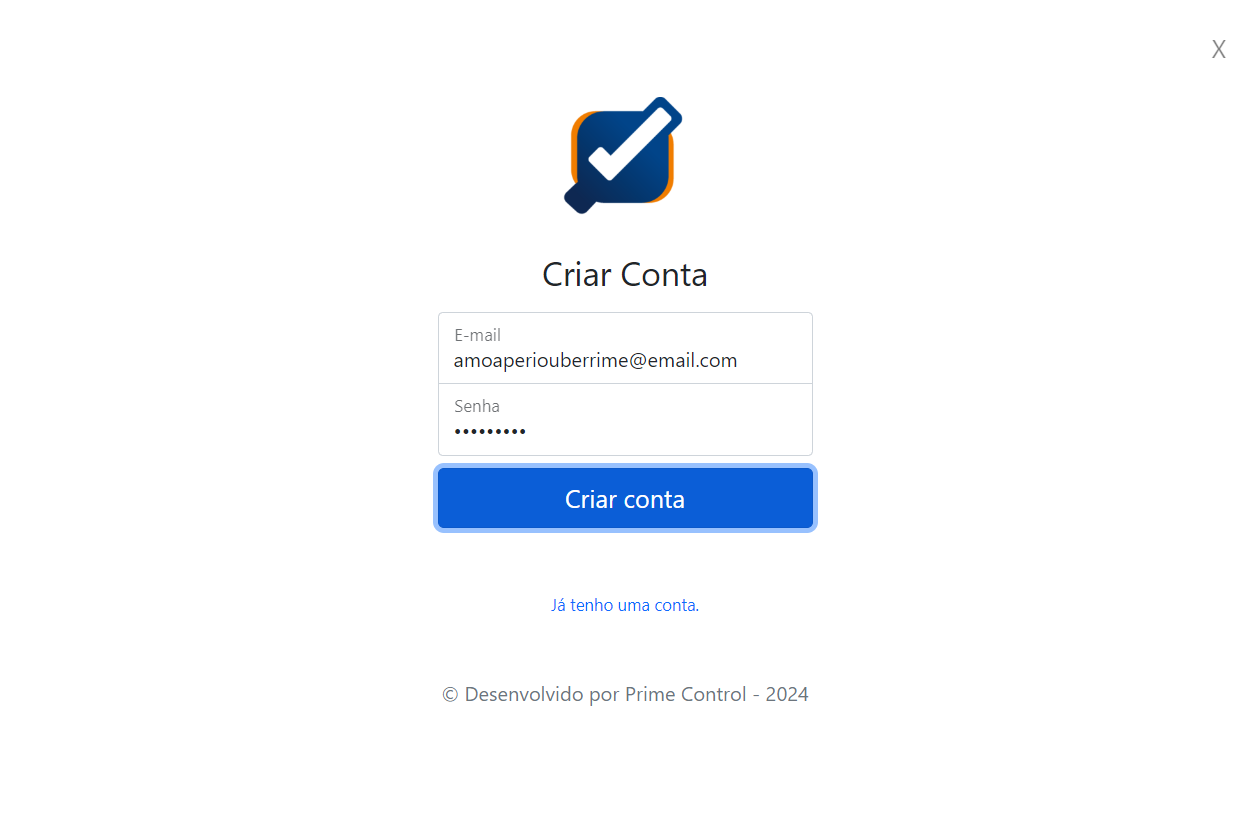 X
Criar Conta
E-mail
amoaperiouberrime@email.com
Senha
•••••••••
Criar conta
Já tenho uma conta.
© Desenvolvido por Prime Control - 2024